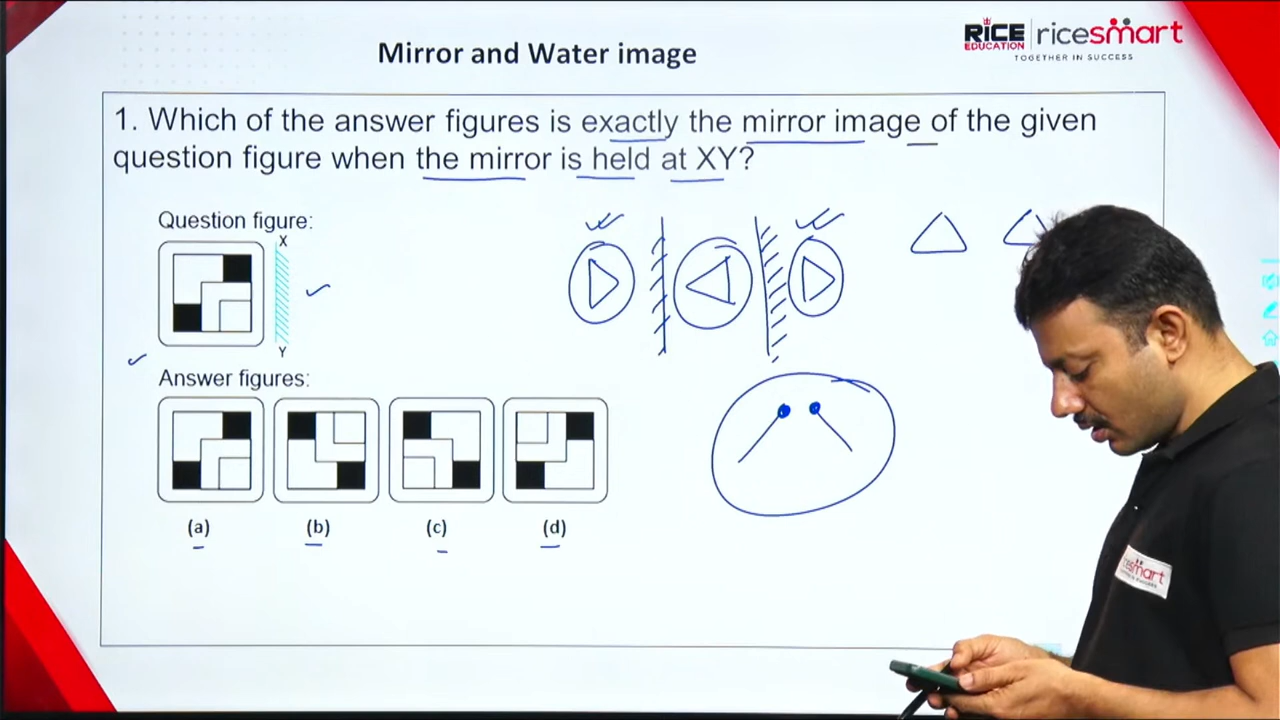 Mirror and Water image
RICE EDUCATION ricesmart
TOGETHER IN SUCCESS
1. Which of the answer figures is exactly the mirror image of the given
question figure when the mirror is held at XY?
Question figure:
X
Y
Answer figures:
(a) (b) (c) (d)
ricesmart